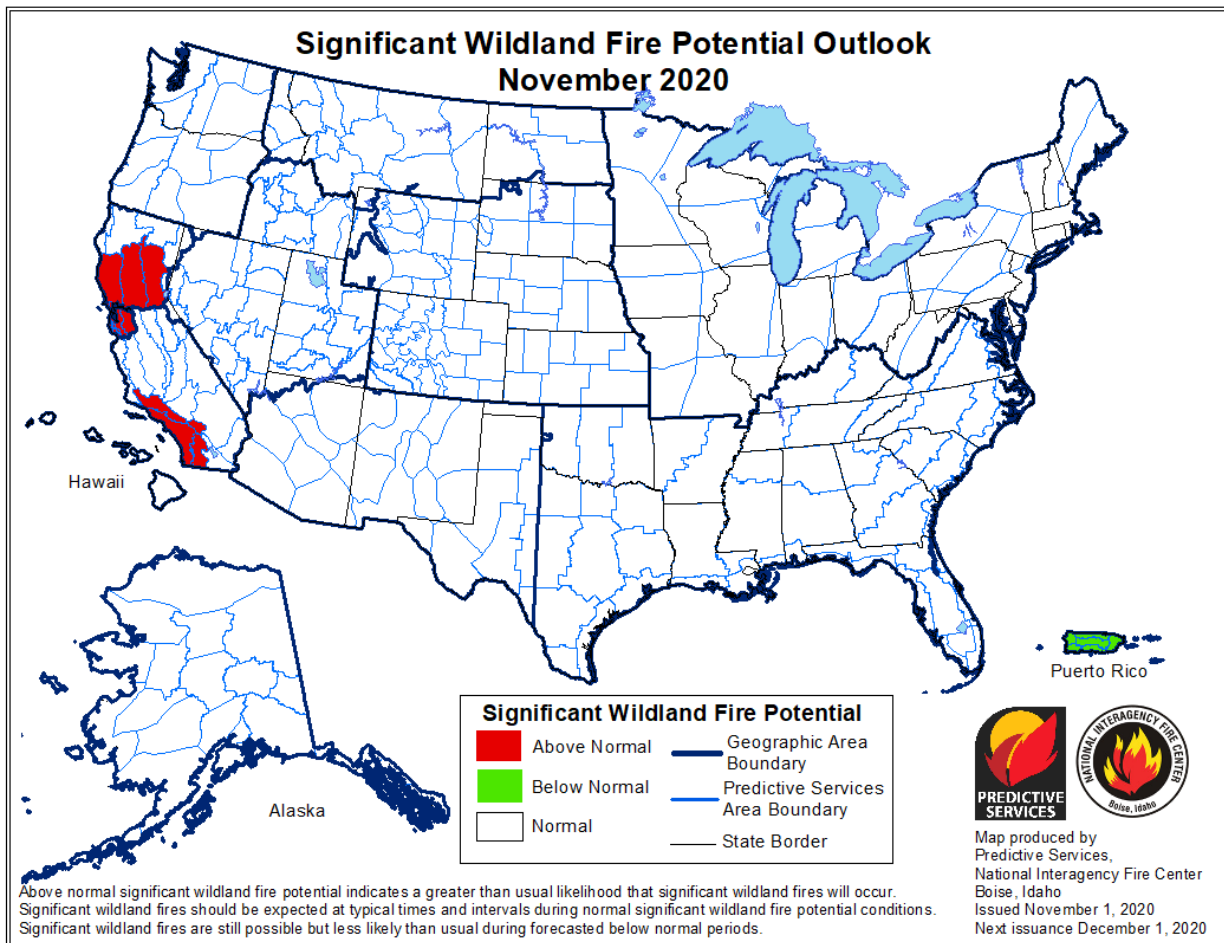 Significant Wildland Fire Potential Outlook
November 2020
Hawaii
Alaska
Puerto Rico
Significant Wildland Fire Potential
Above Normal
Below Normal
Normal
Geographic Area
Boundary
Predictive Services
Area Boundary
State Border
PREDICTIVE
SERVICES
NATIONAL INTERAGENCY FIRE CENTER
Boise, Idaho
Map produced by
Predictive Services,
National Interagency Fire Center
Boise, Idaho
Issued November 1, 2020
Next issuance December 1, 2020
Above normal significant wildland fire potential indicates a greater than usual likelihood that significant wildland fires will occur.
Significant wildland fires should be expected at typical times and intervals during normal significant wildland fire potential conditions.
Significant wildland fires are still possible but less likely than usual during forecasted below normal periods.